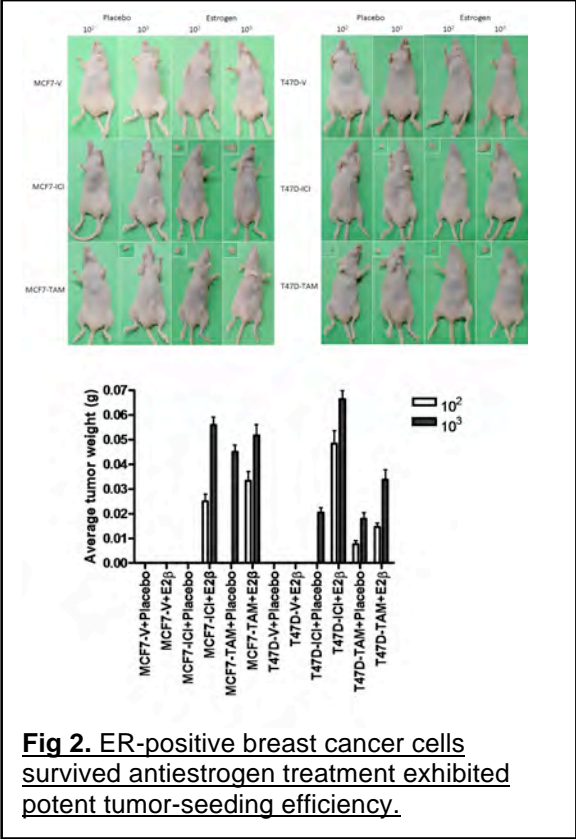 Placebo Estrogen
10² 10³ 10² 10³
MCF7-V
MCF7-ICI
MCF7-TAM
Placebo Estrogen
10² 10³ 10² 10³
T47D-V
T47D-ICI
T47D-TAM
Average tumor weight (g)
0.07
0.06
0.05
0.04
0.03
0.02
0.01
0.00
10²
10³
MCF7-V+Placebo
MCF7-V+E2β
MCF7-ICI+Placebo
MCF7-ICI+E2β
MCF7-TAM+Placebo
MCF7-TAM+E2β
T47D-V+Placebo
T47D-V+E2β
T47D-ICI+Placebo
T47D-ICI+E2β
T47D-TAM+Placebo
T47D-TAM+E2β
Fig 2. ER-positive breast cancer cells
survived antiestrogen treatment exhibited
potent tumor-seeding efficiency.